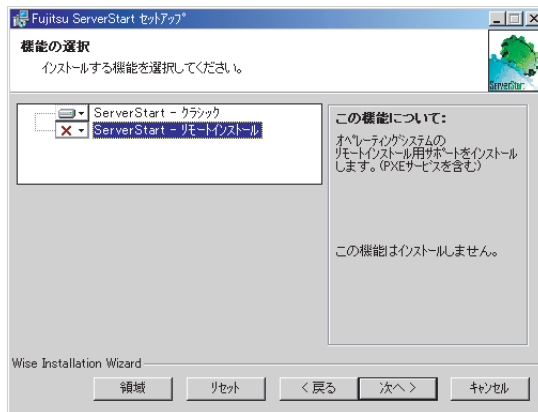 Fujitsu ServerStart ｾｯﾄｱｯﾌﾟ
機能の選択
ｲﾝｽﾄｰﾙする機能を選択してください。
ServerStart
ServerStart - ｸﾗｼｯｸ
ServerStart - ﾘﾓｰﾄｲﾝｽﾄｰﾙ
この機能について:
ｵﾍﾟﾚｰﾃｨﾝｸﾞｼｽﾃﾑの
ﾘﾓｰﾄｲﾝｽﾄｰﾙ用ｻﾎﾟｰﾄをｲﾝｽﾄｰﾙ
します。(PXEｻｰﾋﾞｽを含む)
この機能はｲﾝｽﾄｰﾙしません。
Wise Installation Wizard
領域
ﾘｾｯﾄ
< 戻る
次へ >
ｷｬﾝｾﾙ